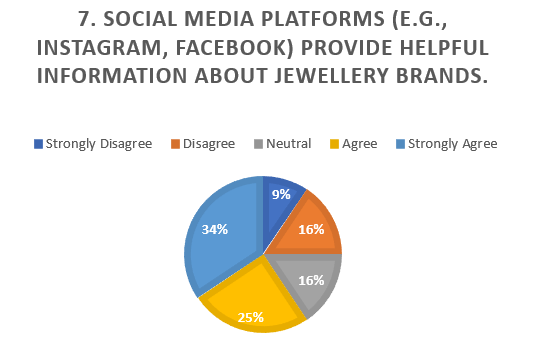 7. SOCIAL MEDIA PLATFORMS (E.G.,
INSTAGRAM, FACEBOOK) PROVIDE HELPFUL
INFORMATION ABOUT JEWELLERY BRANDS.
Strongly Disagree Disagree Neutral Agree Strongly Agree
9%
34% 16%
16%
25%